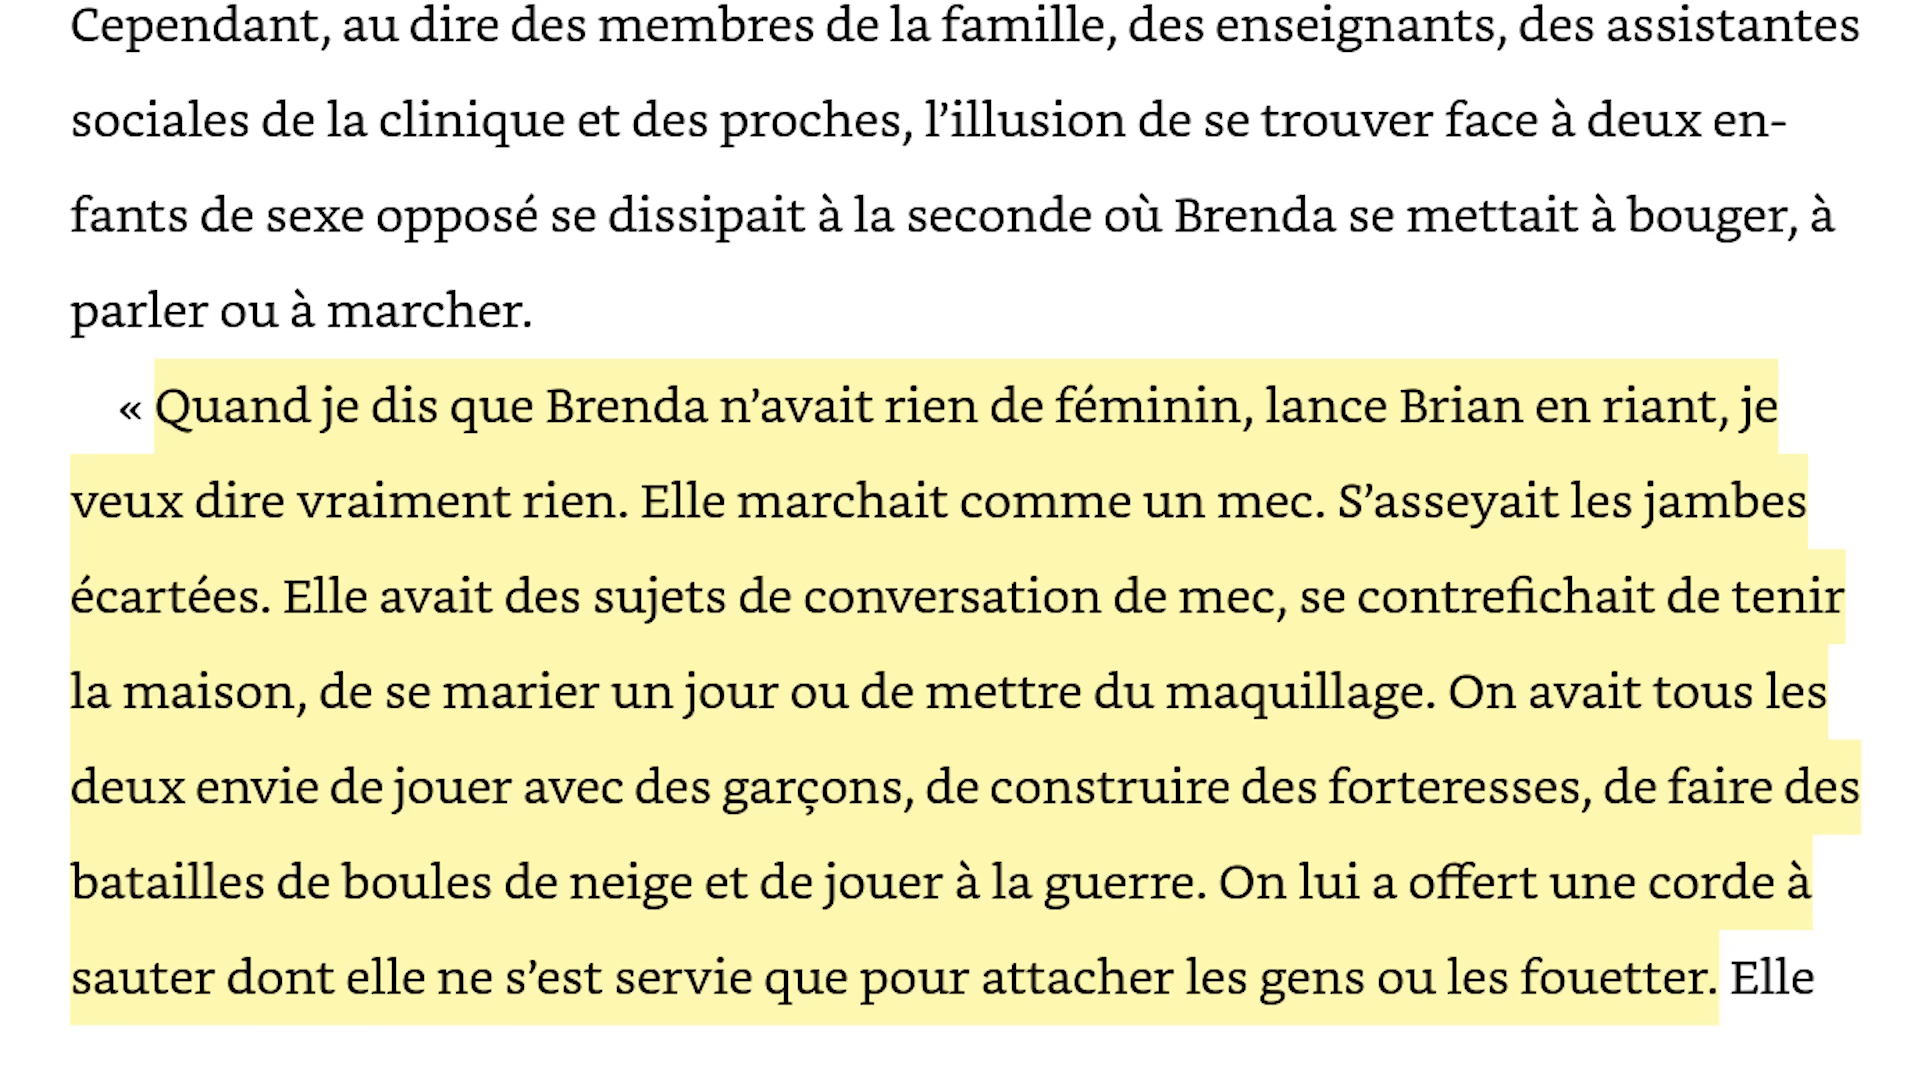 Cependant, au dire des membres de la famille, des enseignants, des assistantes
sociales de la clinique et des proches, l’illusion de se trouver face à deux en-
fants de sexe opposé se dissipait à la seconde où Brenda se mettait à bouger, à
parler ou à marcher.
« Quand je dis que Brenda n’avait rien de féminin, lance Brian en riant, je
veux dire vraiment rien. Elle marchait comme un mec. S’asseyait les jambes
écartées. Elle avait des sujets de conversation de mec, se contrefichait de tenir
la maison, de se marier un jour ou de mettre du maquillage. On avait tous les
deux envie de jouer avec des garçons, de construire des forteresses, de faire des
batailles de boules de neige et de jouer à la guerre. On lui a offert une corde à
sauter dont elle ne s’est servie que pour attacher les gens ou les fouetter. Elle